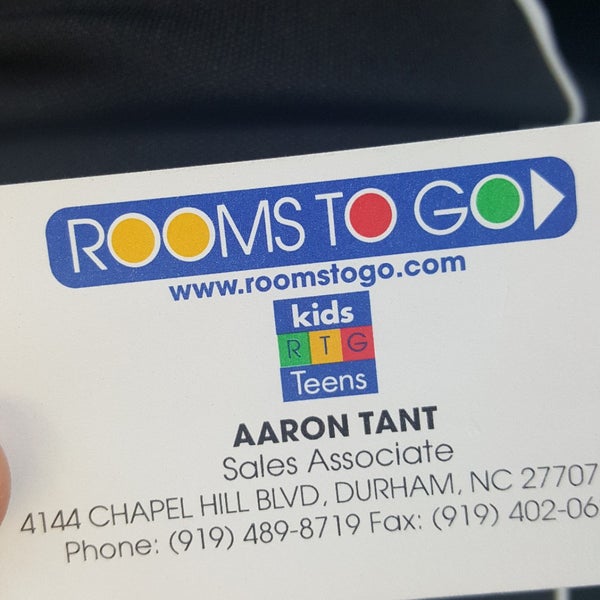 ROOMS TO GO
www.roomstogo.com
kids
RTG
Teens
AARON TANT
Sales Associate
4144 CHAPEL HILL BLVD, DURHAM, NC 27707
Phone: (919) 489-8719 Fax: (919) 402-06